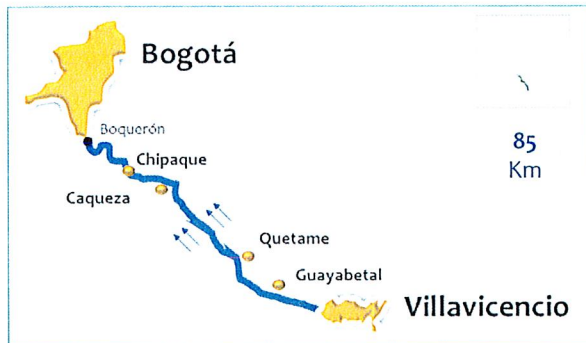 Bogotá
Boquerón
Chipaque
Caqueza
Quetame
Guayabetal
Villavicencio
85
Km